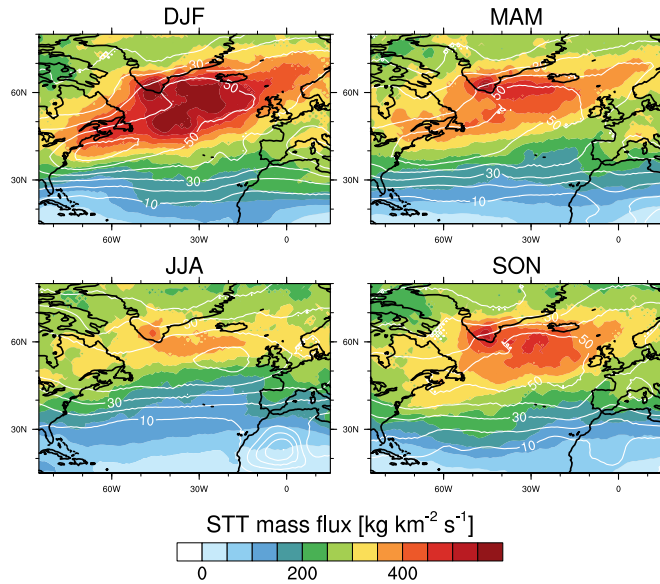 DJF MAM
60N 30 50 50 60N 50 50
30N 30 10 30N 30 10
60W 30W 0 60W 30W 0
JJA SON
60N 60N 50
30N 30 10 30N 30 10
60W 30W 0 60W 30W 0
STT mass flux [kg km⁻² s⁻¹]
0 200 400